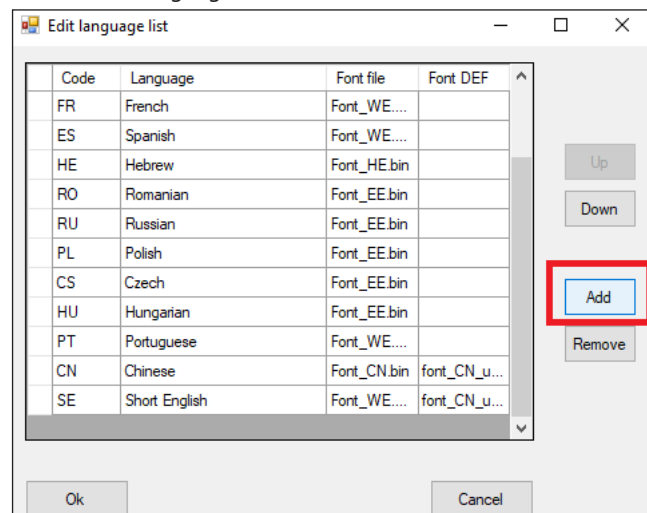 Edit language list
Code Language Font file Font DEF
FR French Font_WE....
ES Spanish Font_WE....
HE Hebrew Font_HE.bin
RO Romanian Font_EE.bin
RU Russian Font_EE.bin
PL Polish Font_EE.bin
CS Czech Font_EE.bin
HU Hungarian Font_EE.bin
PT Portuguese Font_WE....
CN Chinese Font_CN.bin font_CN_u...
SE Short English Font_WE.... font_CN_u...
Up
Down
Add
Remove
Ok Cancel